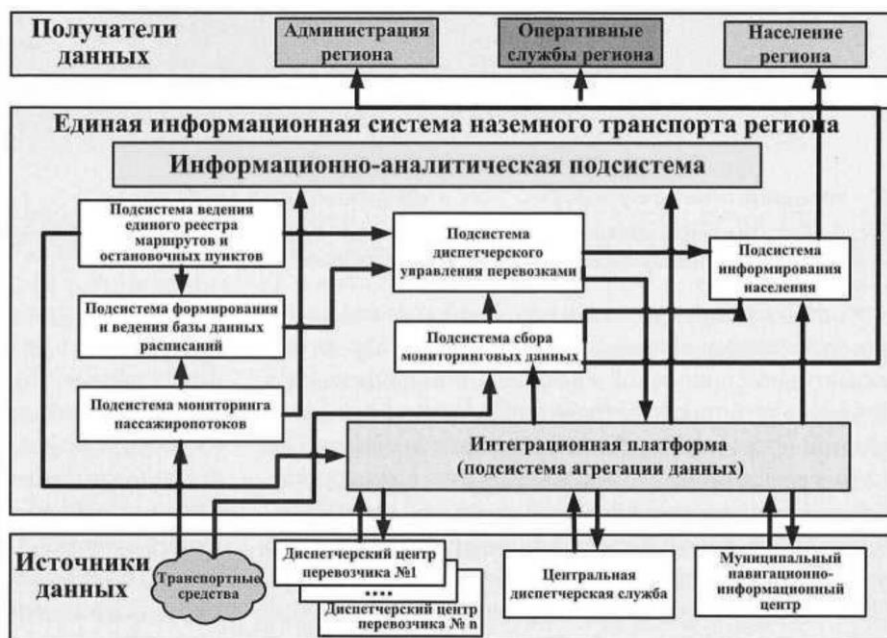 Получатели
данных
Администрация
региона
Оперативные
службы региона
Население
региона
Единая информационная система наземного транспорта региона
Информационно-аналитическая подсистема
Подсистема ведения
единого реестра
маршрутов и
остановочных пунктов
Подсистема
диспетчерского
управления перевозками
Подсистема
информирования
населения
Подсистема формирования
и ведения базы данных
расписаний
Подсистема сбора
мониторинговых данных
Подсистема мониторинга
пассажиропотоков
Интеграционная платформа
(подсистема агрегации данных)
Источники
данных
Транспортные
средства
Диспетчерский центр
перевозчика №1
....
Диспетчерский центр
перевозчика № n
Центральная
диспетчерская служба
Муниципальный
навигационно-
информационный
центр